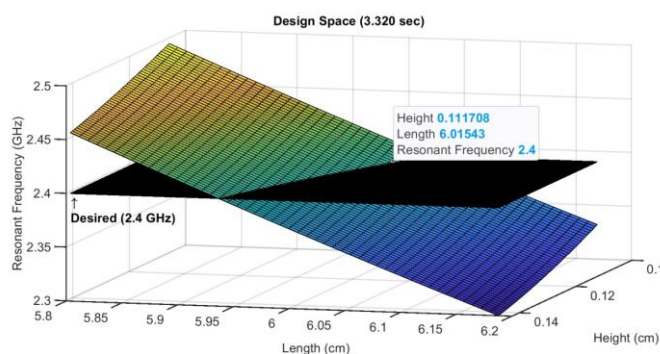 Design Space (3.320 sec)
Resonant Frequency (GHz)
2.5
2.45
2.4
2.35
2.3
Height 0.111708
Length 6.01543
Resonant Frequency 2.4
↑
Desired (2.4 GHz)
5.8
5.85
5.9
5.95
6
6.05
6.1
6.15
6.2
Length (cm)
0.14
0.12
0.1
Height (cm)